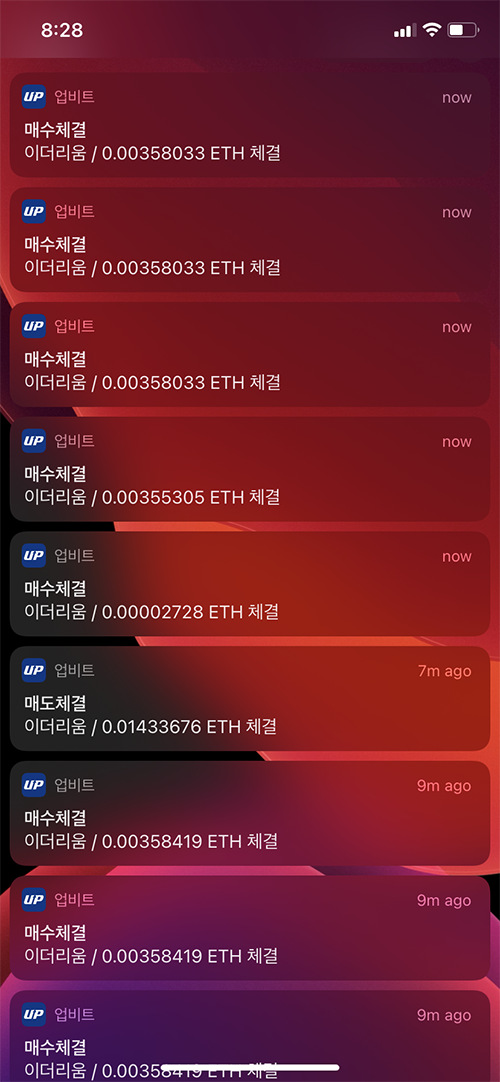 8:28
UP 업비트 now
매수체결
이더리움 / 0.00358033 ETH 체결
UP 업비트 now
매수체결
이더리움 / 0.00358033 ETH 체결
UP 업비트 now
매수체결
이더리움 / 0.00358033 ETH 체결
UP 업비트 now
매수체결
이더리움 / 0.00355305 ETH 체결
UP 업비트 now
매수체결
이더리움 / 0.00002728 ETH 체결
UP 업비트 7m ago
매도체결
이더리움 / 0.01433676 ETH 체결
UP 업비트 9m ago
매수체결
이더리움 / 0.00358419 ETH 체결
UP 업비트 9m ago
매수체결
이더리움 / 0.00358419 ETH 체결
UP 업비트 9m ago
매수체결
이더리움 / 0.00358419 ETH 체결